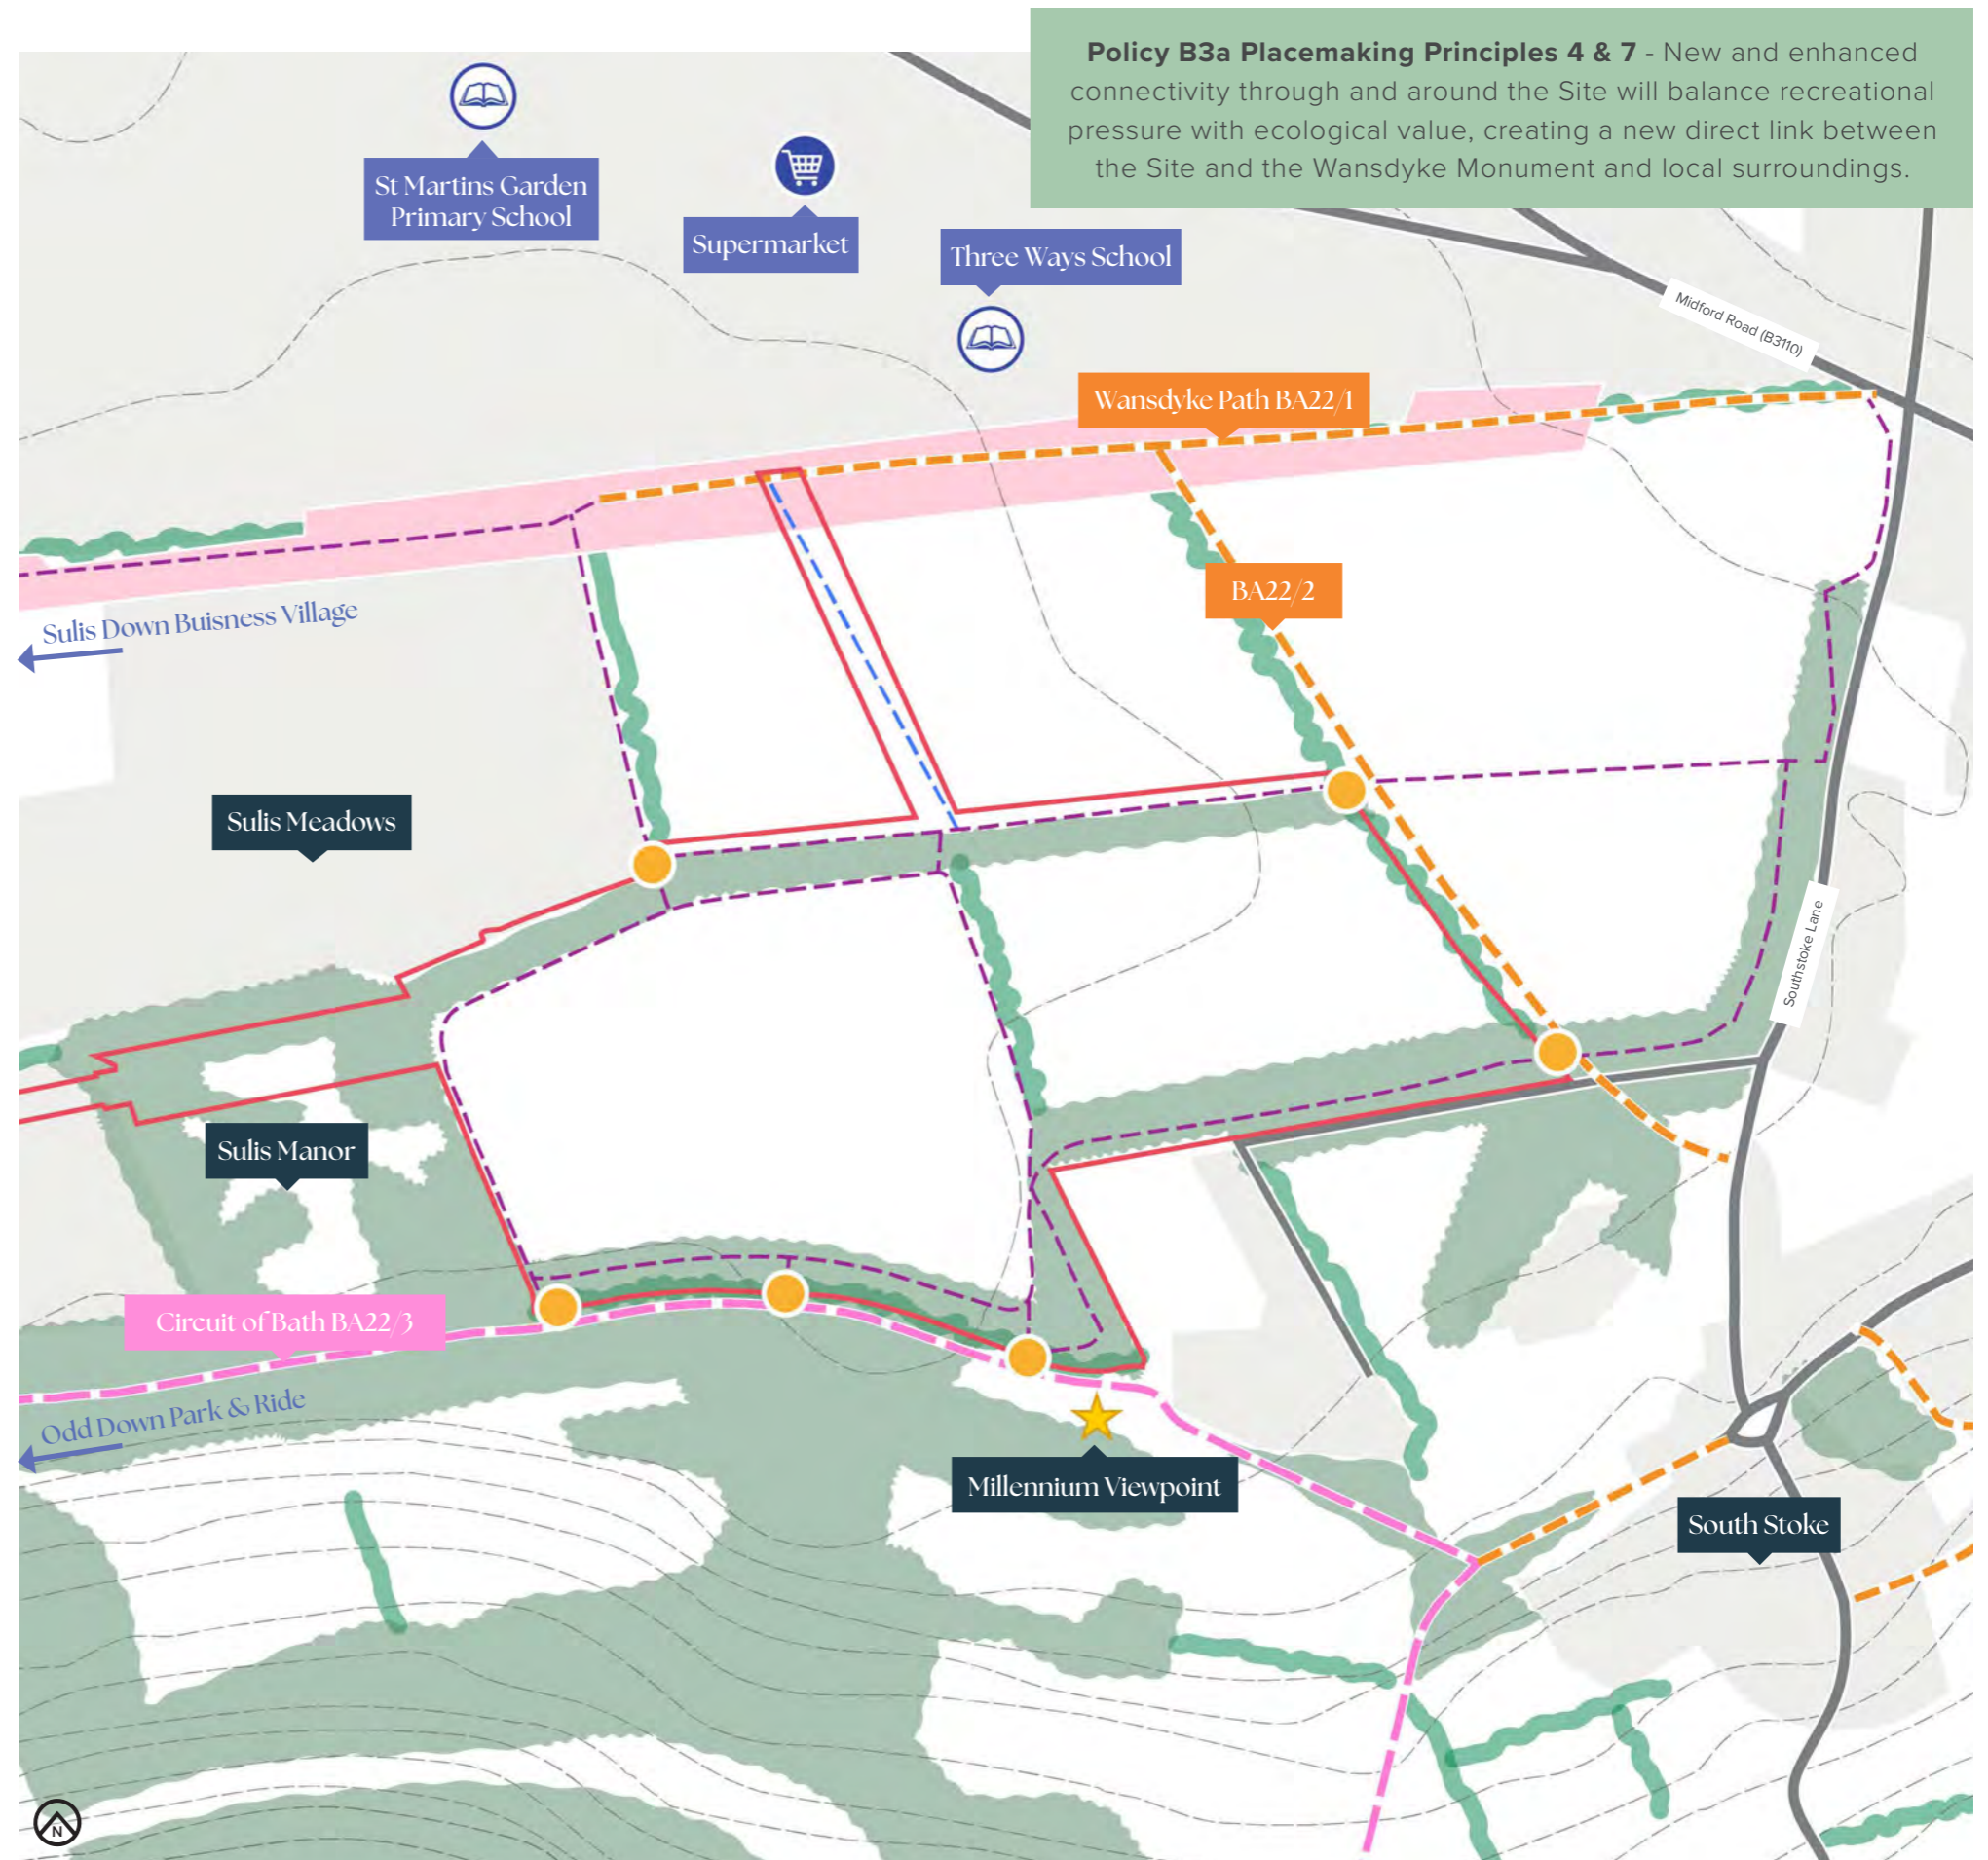 Policy B3a Placemaking Principles 4 & 7 - New and enhanced
connectivity through and around the Site will balance recreational
pressure with ecological value, creating a new direct link between
the Site and the Wansdyke Monument and local surroundings.
St Martins Garden
Primary School
Supermarket
Three Ways School
Midford Road (B3110)
Wansdyke Path BA22/1
BA22/2
Sulis Down Buisness Village
Sulis Meadows
Southstoke Lane
Sulis Manor
Circuit of Bath BA22/3
Odd Down Park & Ride
Millennium Viewpoint
South Stoke
N